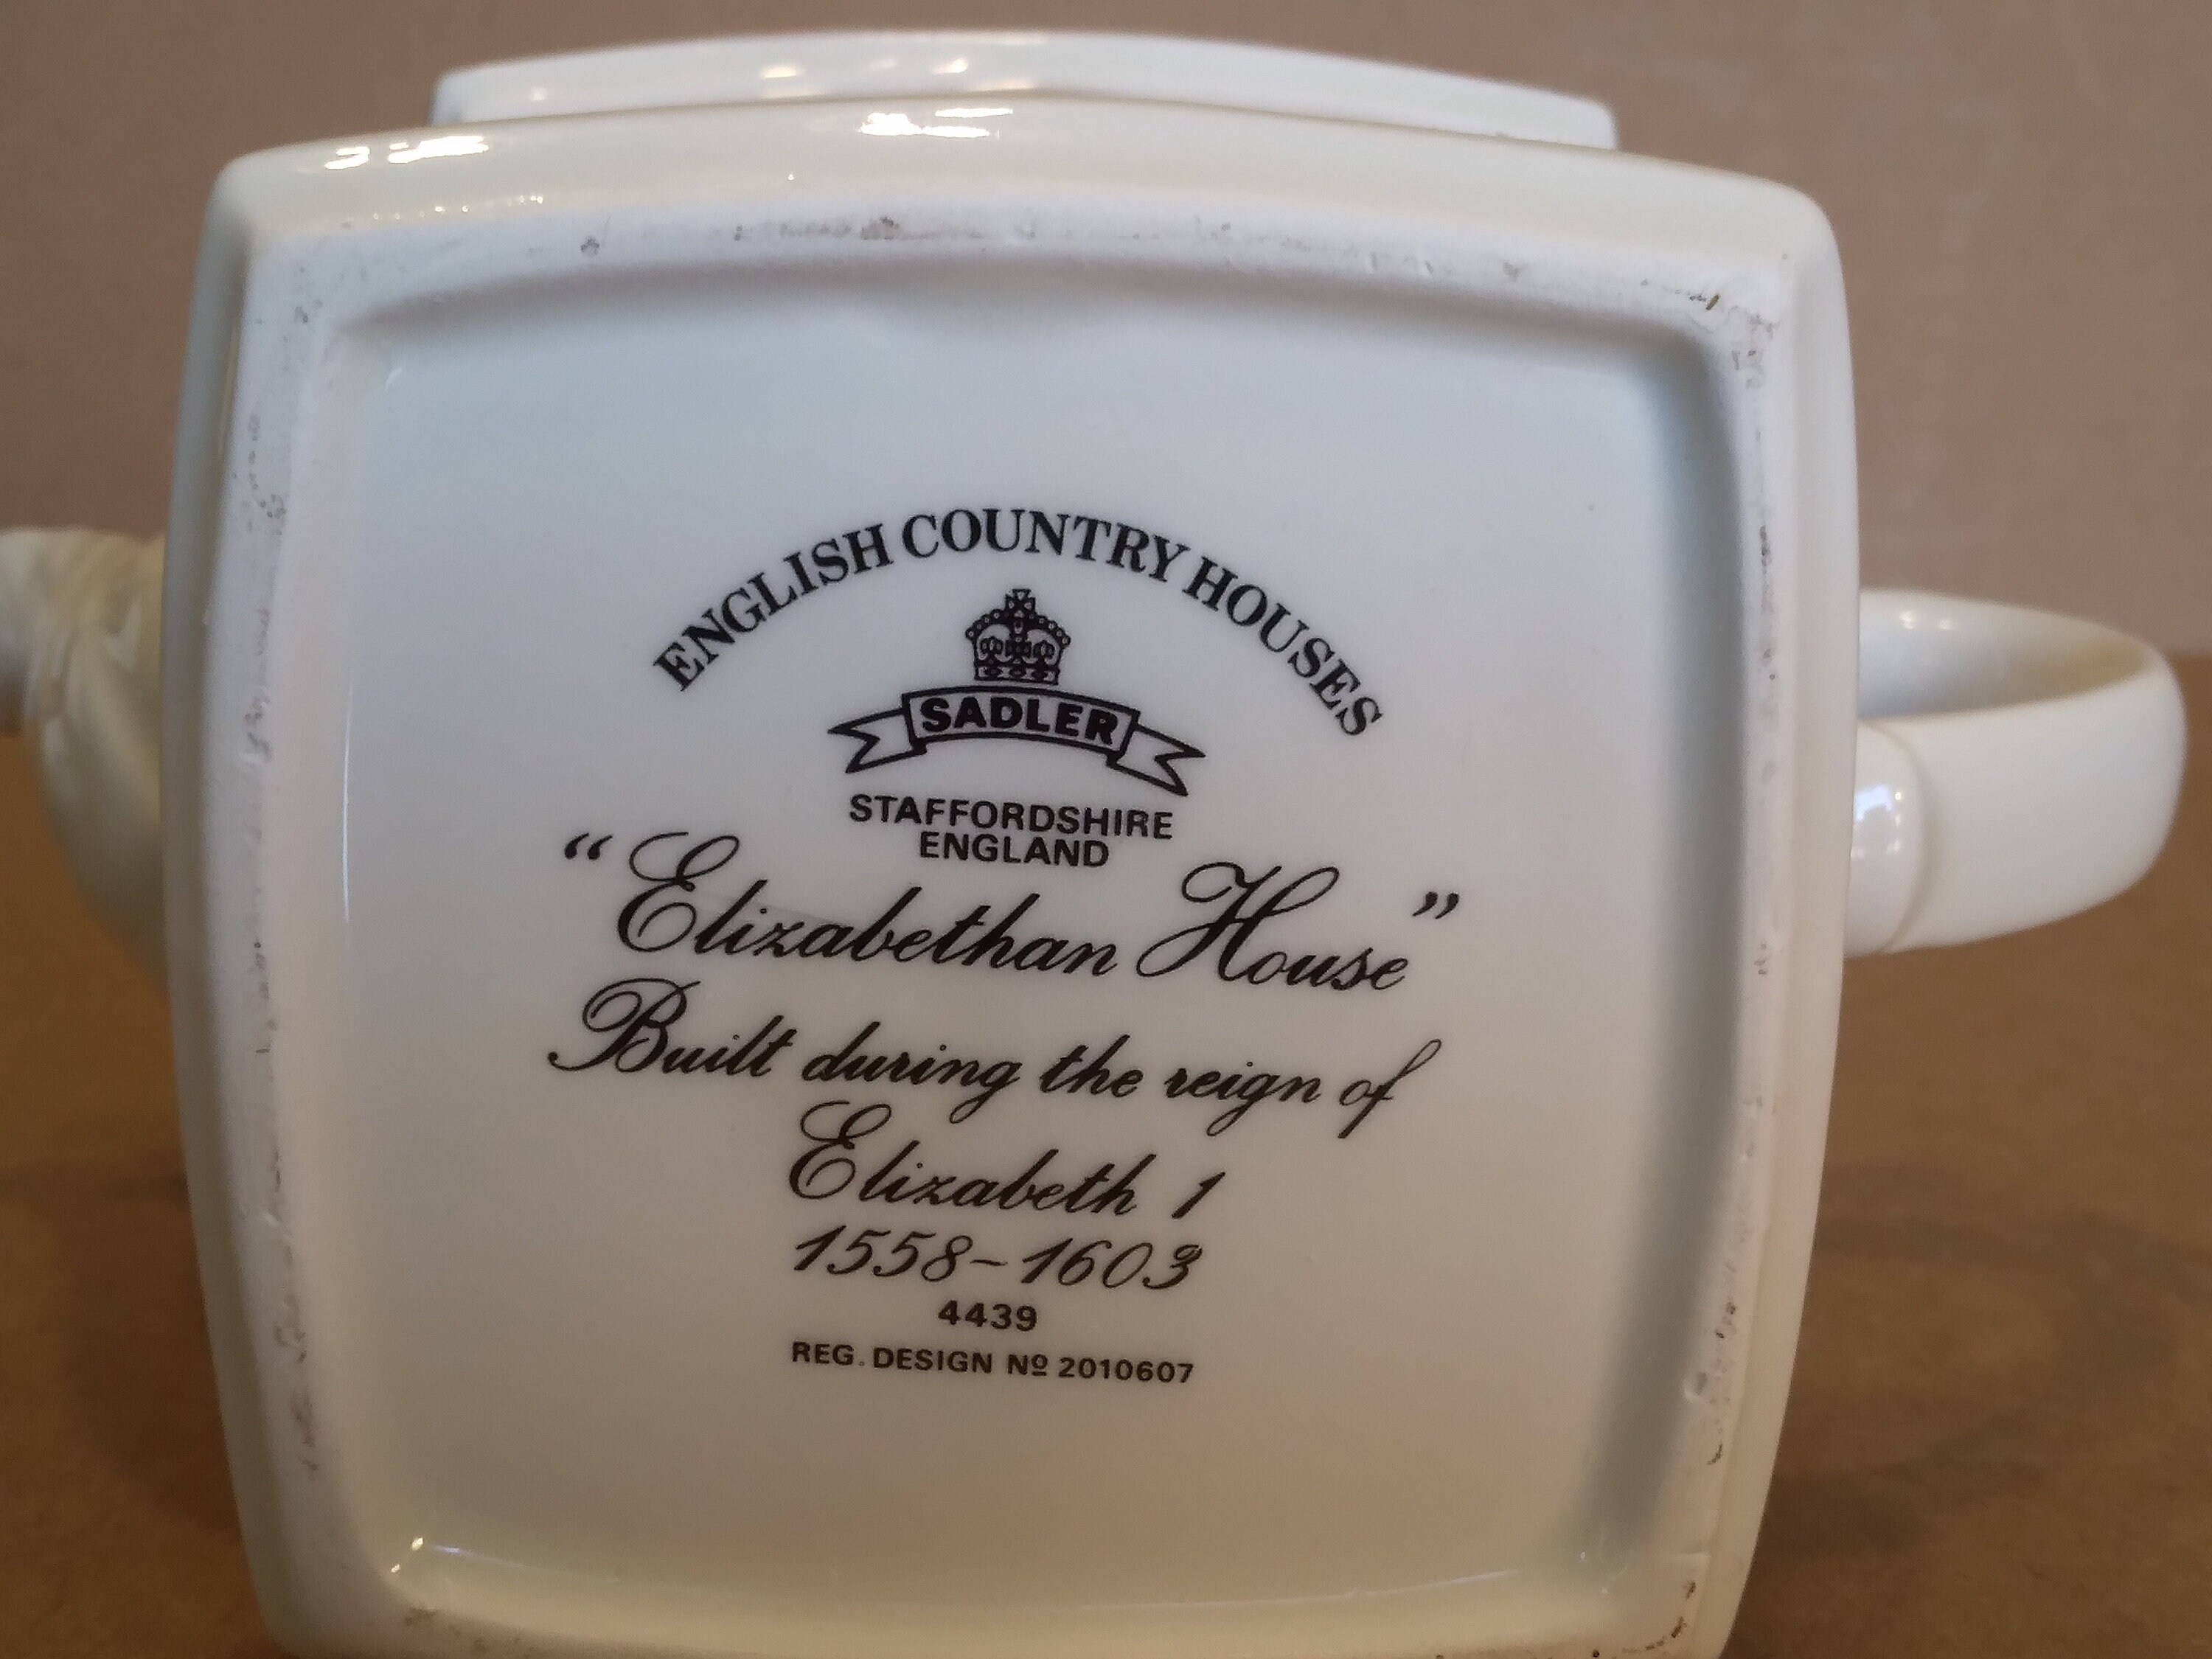 ENGLISH COUNTRY HOUSES
SADLER
STAFFORDSHIRE
ENGLAND
“Elizabethan House”
Built during the reign of
Elizabeth 1
1558-1603
4439
REG. DESIGN Nº 2010607